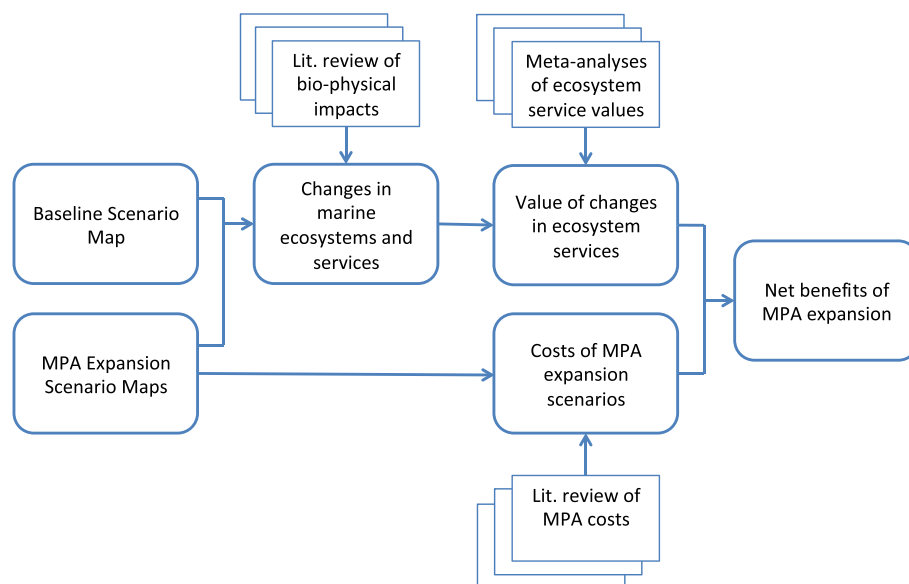 Lit. review of
bio-physical
impacts
Meta-analyses
of ecosystem
service values
Baseline Scenario
Map
Changes in
marine
ecosystems and
services
Value of changes
in ecosystem
services
Net benefits of
MPA expansion
MPA Expansion
Scenario Maps
Costs of MPA
expansion
scenarios
Lit. review of
MPA costs